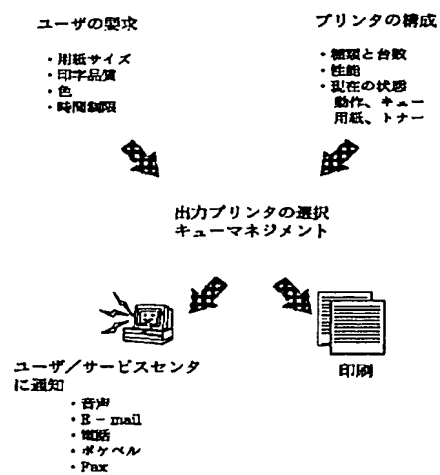 ユーザの要求
・用紙サイズ
・印字品質
・色
・時間制限
プリンタの構成
・種類と台数
・性能
・現在の状態
動作、キュー
用紙、トナー
出力プリンタの選択
キューマネジメント
ユーザ／サービスセンタ
に通知
・音声
・E－mail
・電話
・ポケベル
・Fax
印刷